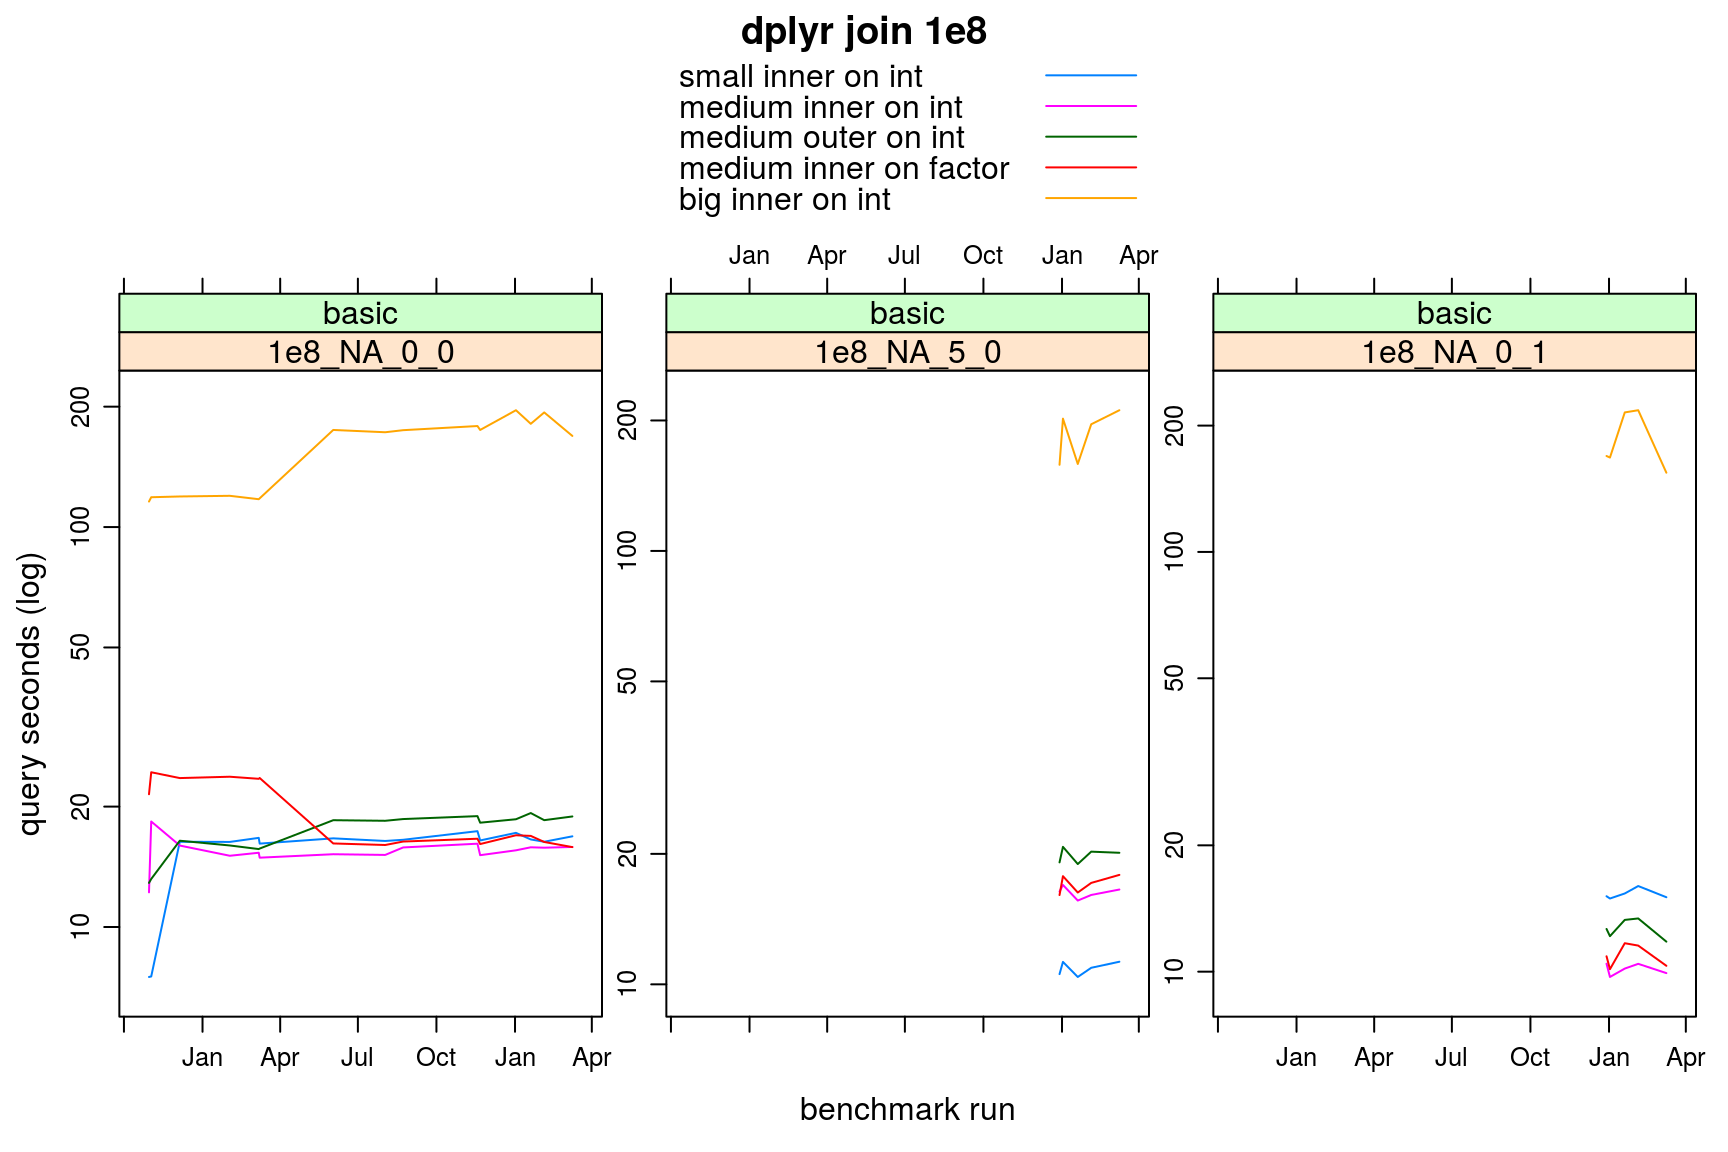 dplyr join 1e8
small inner on int
medium inner on int
medium outer on int
medium inner on factor
big inner on int
Jan Apr Jul Oct Jan Apr
basic basic basic
1e8_NA_0_0 1e8_NA_5_0 1e8_NA_0_1
query seconds (log)
200
100
50
20
10
200
100
50
20
10
200
100
50
20
10
Jan Apr Jul Oct Jan Apr
Jan Apr Jul Oct Jan Apr
benchmark run